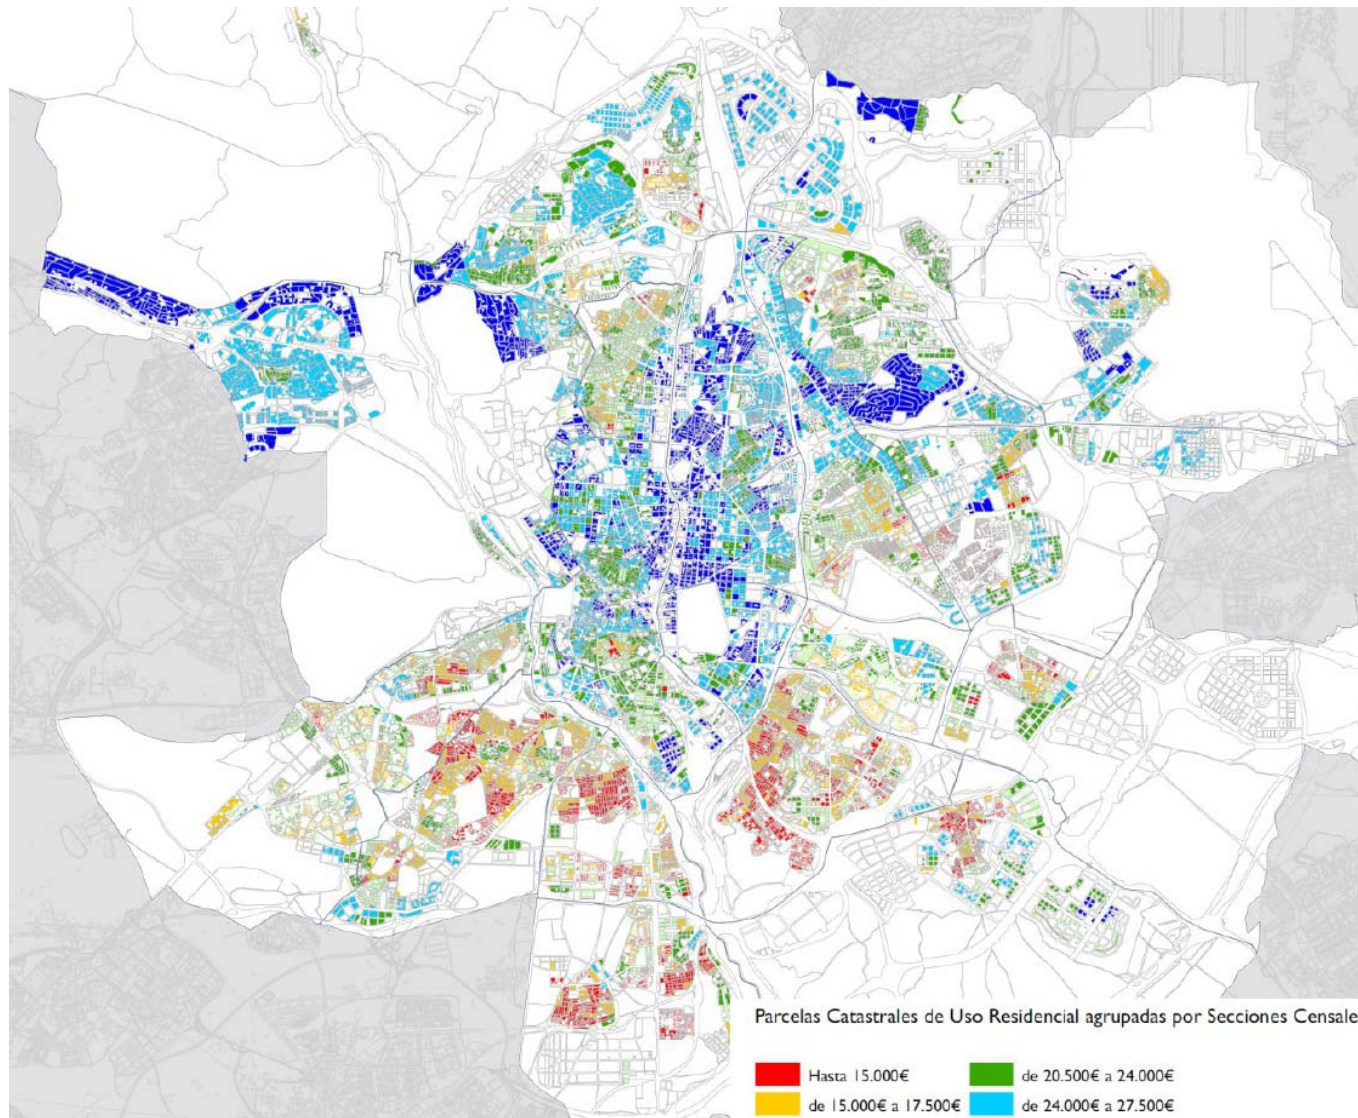 Parcelas Catastrales de Uso Residencial agrupadas por Secciones Censale
Hasta 15.000€
de 20.500€ a 24.000€
de 15.000€ a 17.500€
de 24.000€ a 27.500€